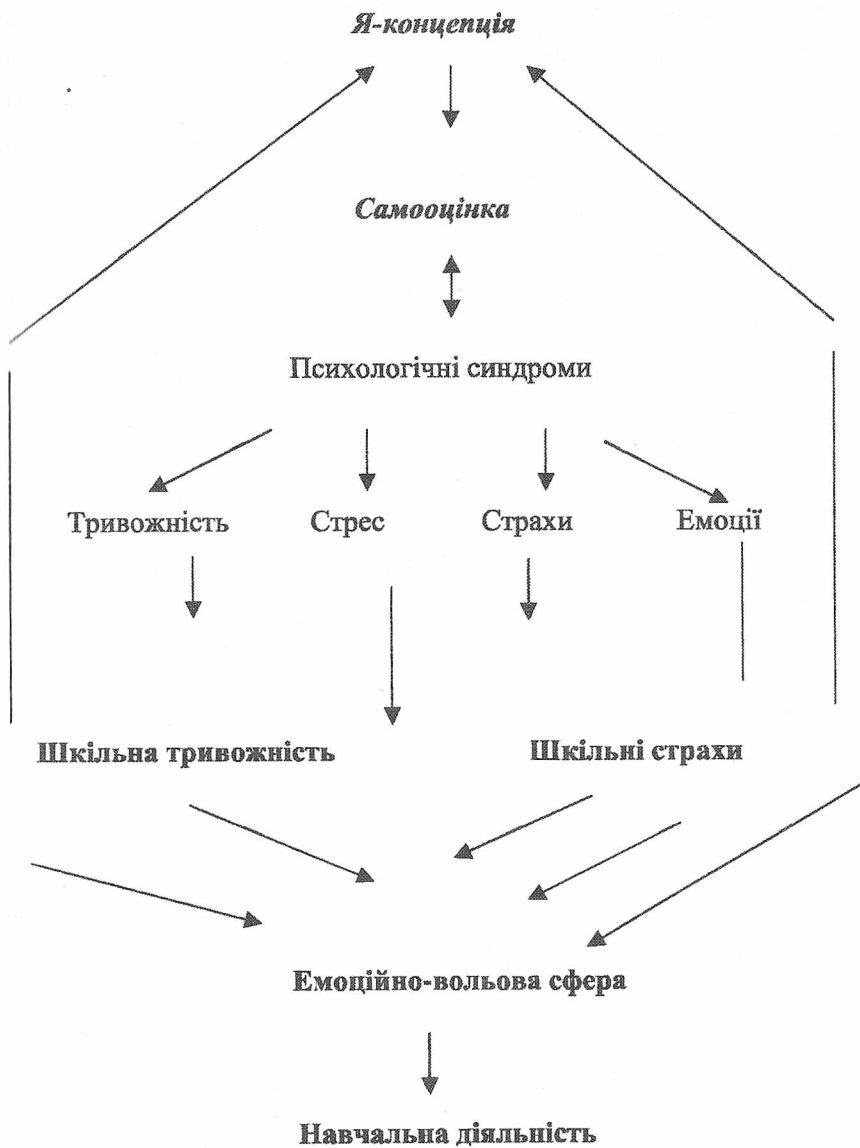 Я-концепція
Самооцінка
Психологічні синдроми
Тривожність Стрес Страхи Емоції
Шкільна тривожність Шкільні страхи
Емоційно-вольова сфера
Навчальна діяльність